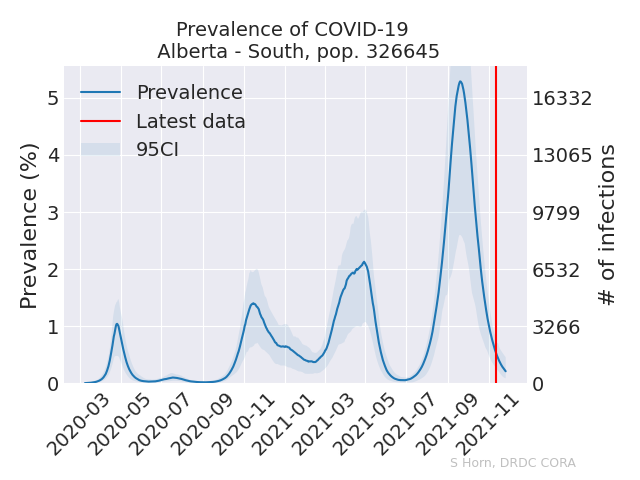 Prevalence of COVID-19
Alberta - South, pop. 326645
Prevalence
Latest data
95CI
Prevalence (%)
5
4
3
2
1
0
16332
13065
9799
6532
3266
0
# of infections
2020-03
2020-05
2020-07
2020-09
2020-11
2021-01
2021-03
2021-05
2021-07
2021-09
2021-11
S Horn, DRDC CORA